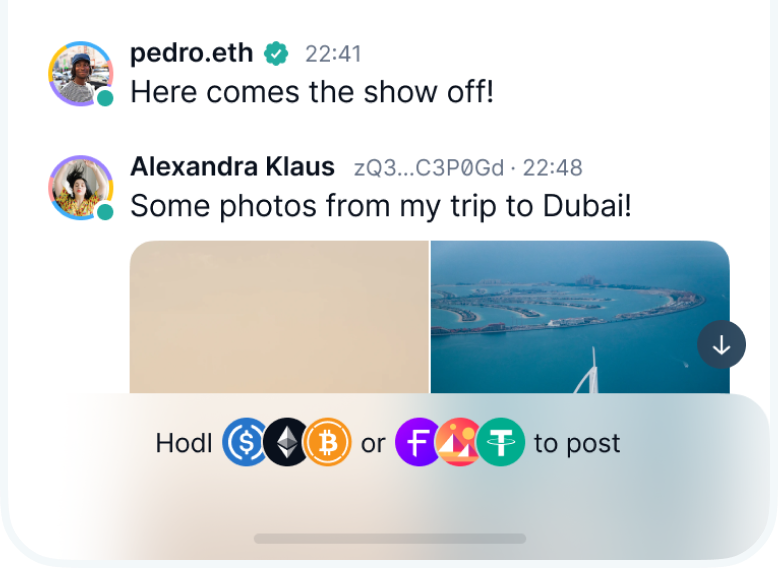 pedro.eth 22:41
Here comes the show off!
Alexandra Klaus zQ3...C3P0Gd · 22:48
Some photos from my trip to Dubai!
Hodl or to post